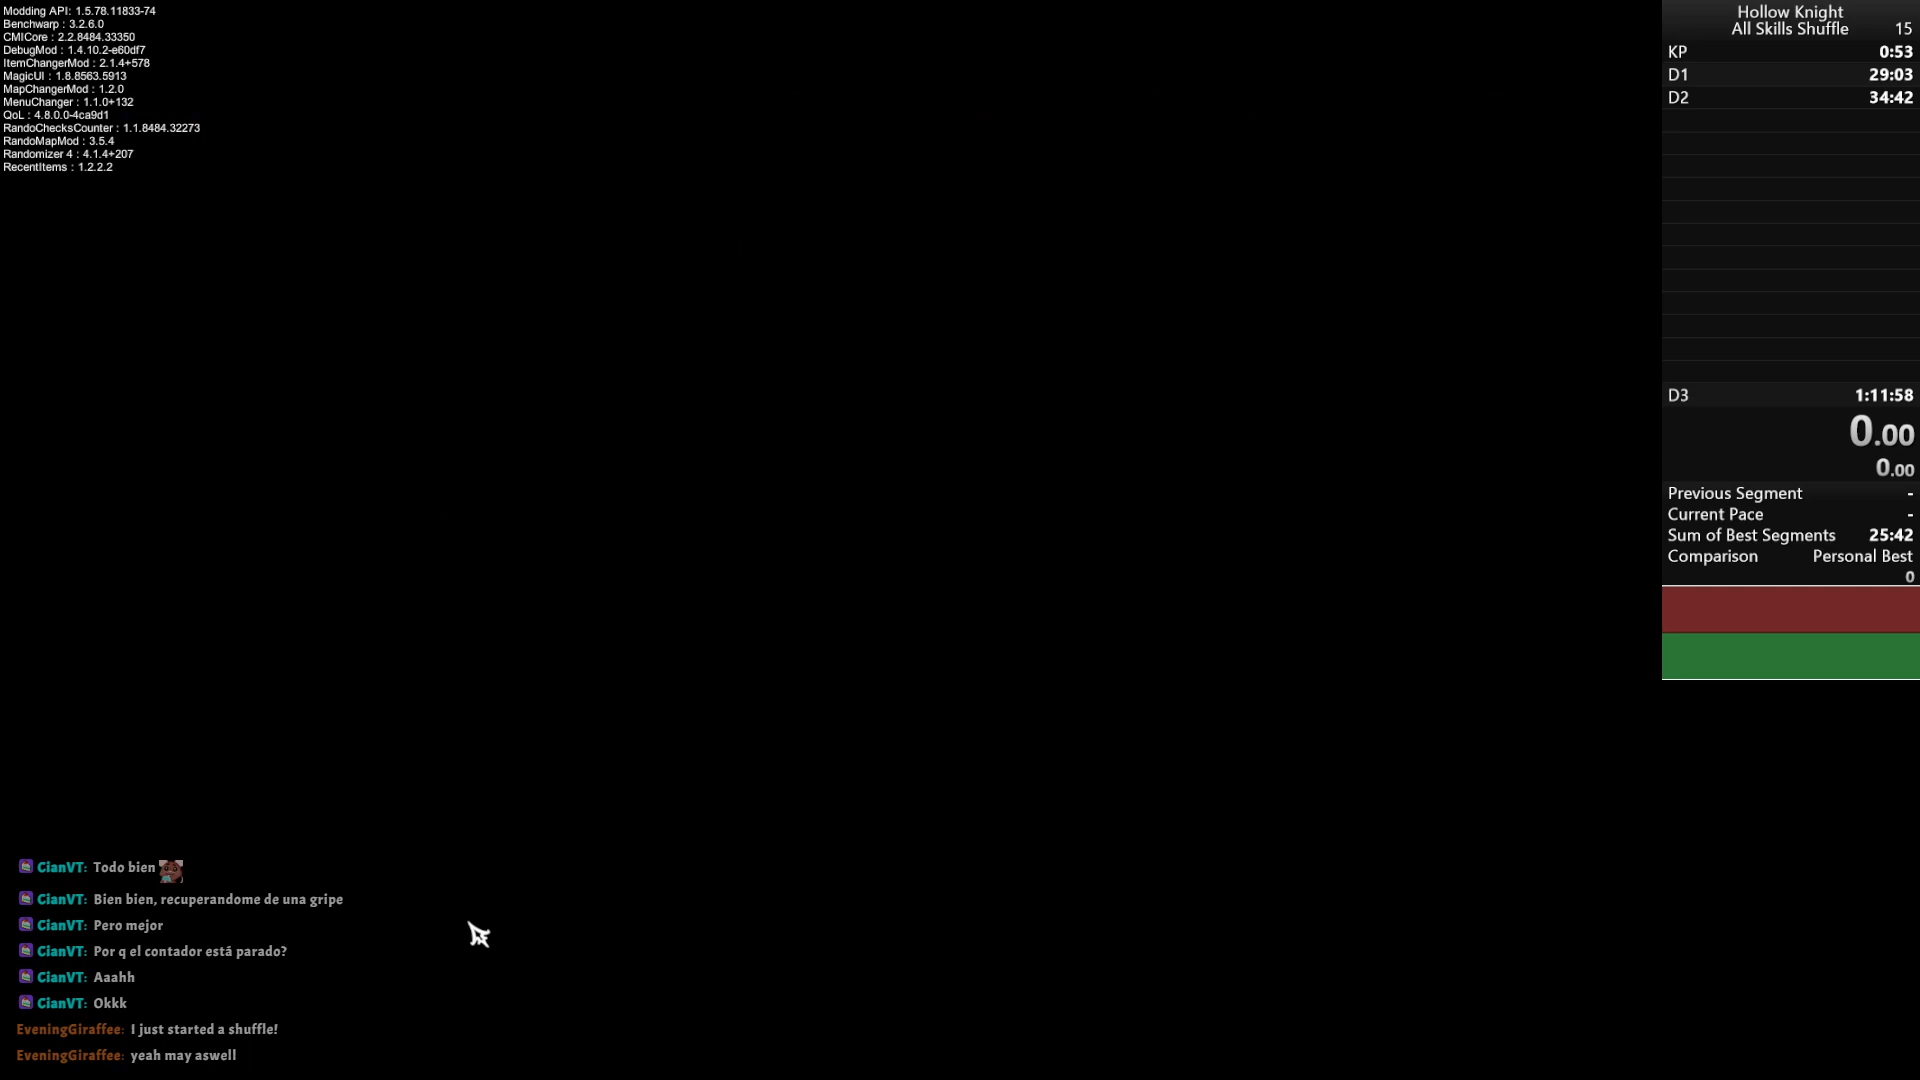 Modding API: 1.5.78.11833-74
Benchwarp : 3.2.6.0
CMICore : 2.2.8484.33350
DebugMod : 1.4.10.2-e60df7
ItemChangerMod : 2.1.4+578
MagicUI : 1.8.8563.5913
MapChangerMod : 1.2.0
MenuChanger : 1.1.0+132
QoL : 4.8.0.0-4ca9d1
RandoChecksCounter : 1.1.8484.32273
RandoMapMod : 3.5.4
Randomizer 4 : 4.1.4+207
RecentItems : 1.2.2.2
Hollow Knight
All Skills Shuffle 15
KP 0:53
D1 29:03
D2 34:42
D3 1:11:58
0.00
0.00
Previous Segment -
Current Pace -
Sum of Best Segments 25:42
Comparison Personal Best
0
CianVT: Todo bien
CianVT: Bien bien, recuperandome de una gripe
CianVT: Pero mejor
CianVT: Por q el contador está parado?
CianVT: Aaahh
CianVT: Okkk
EveningGiraffee: I just started a shuffle!
EveningGiraffee: yeah may aswell